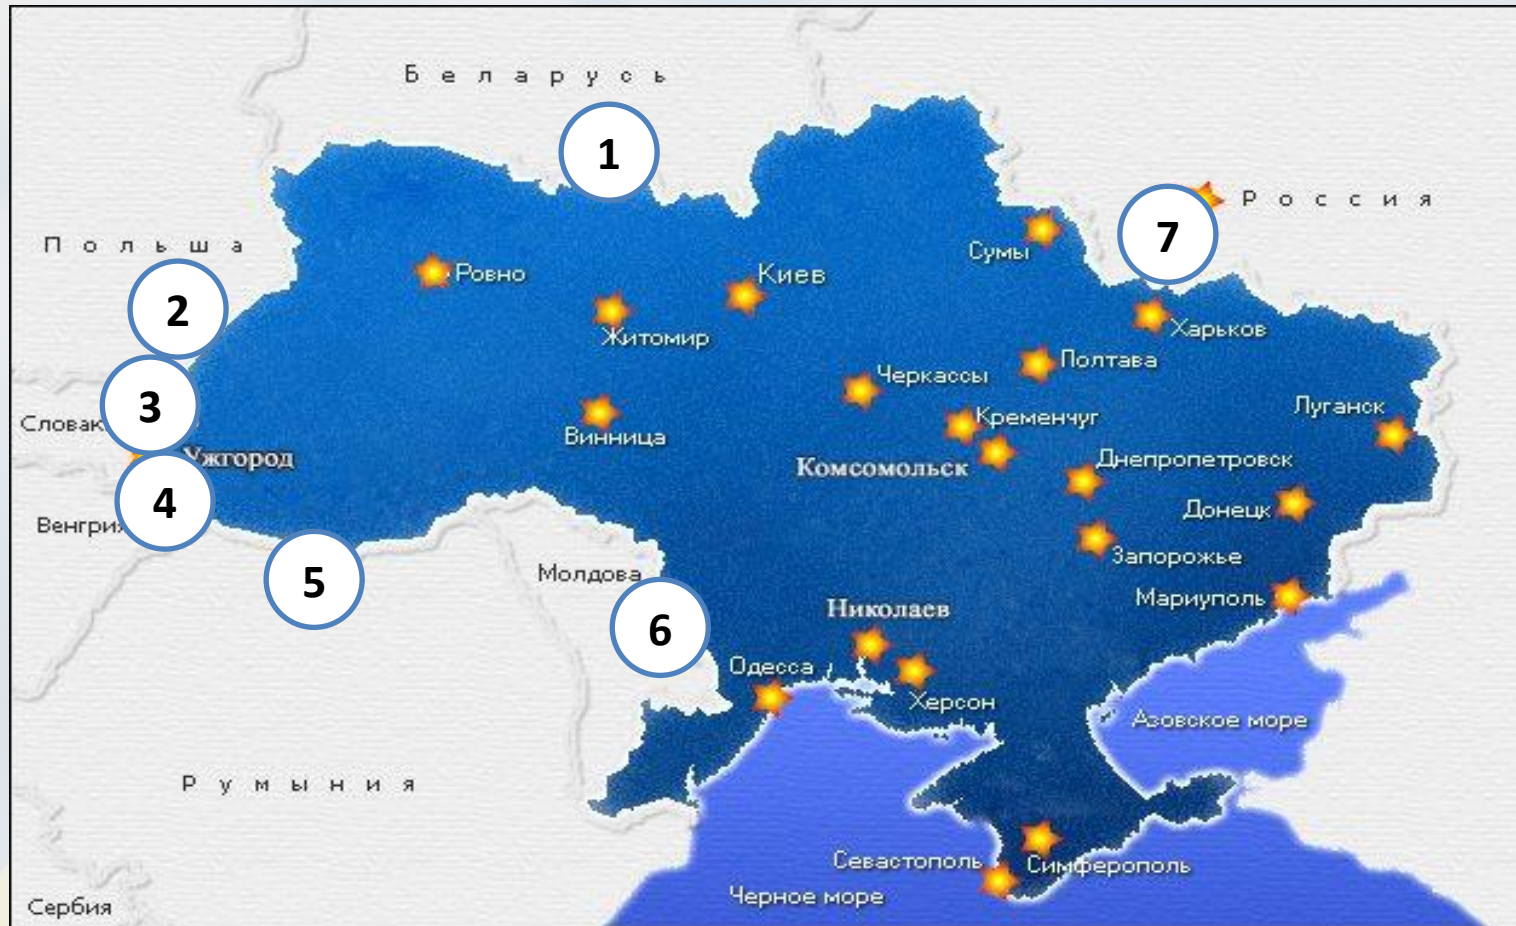 Беларусь
1
Россия
7
Польша
Сумы
2
Ровно
Киев
Житомир
Харьков
Полтава
3
Черкассы
Словак
Кременчуг
Луганск
Винница
Ужгород
Комсомольск
Днепропетровск
4
Венгрия
Донецк
5
Молдова
Запорожье
Мариуполь
Николаев
6
Одесса
Херсон
Азовское море
Румыния
Севастополь
Симферополь
Черное море
Сербия